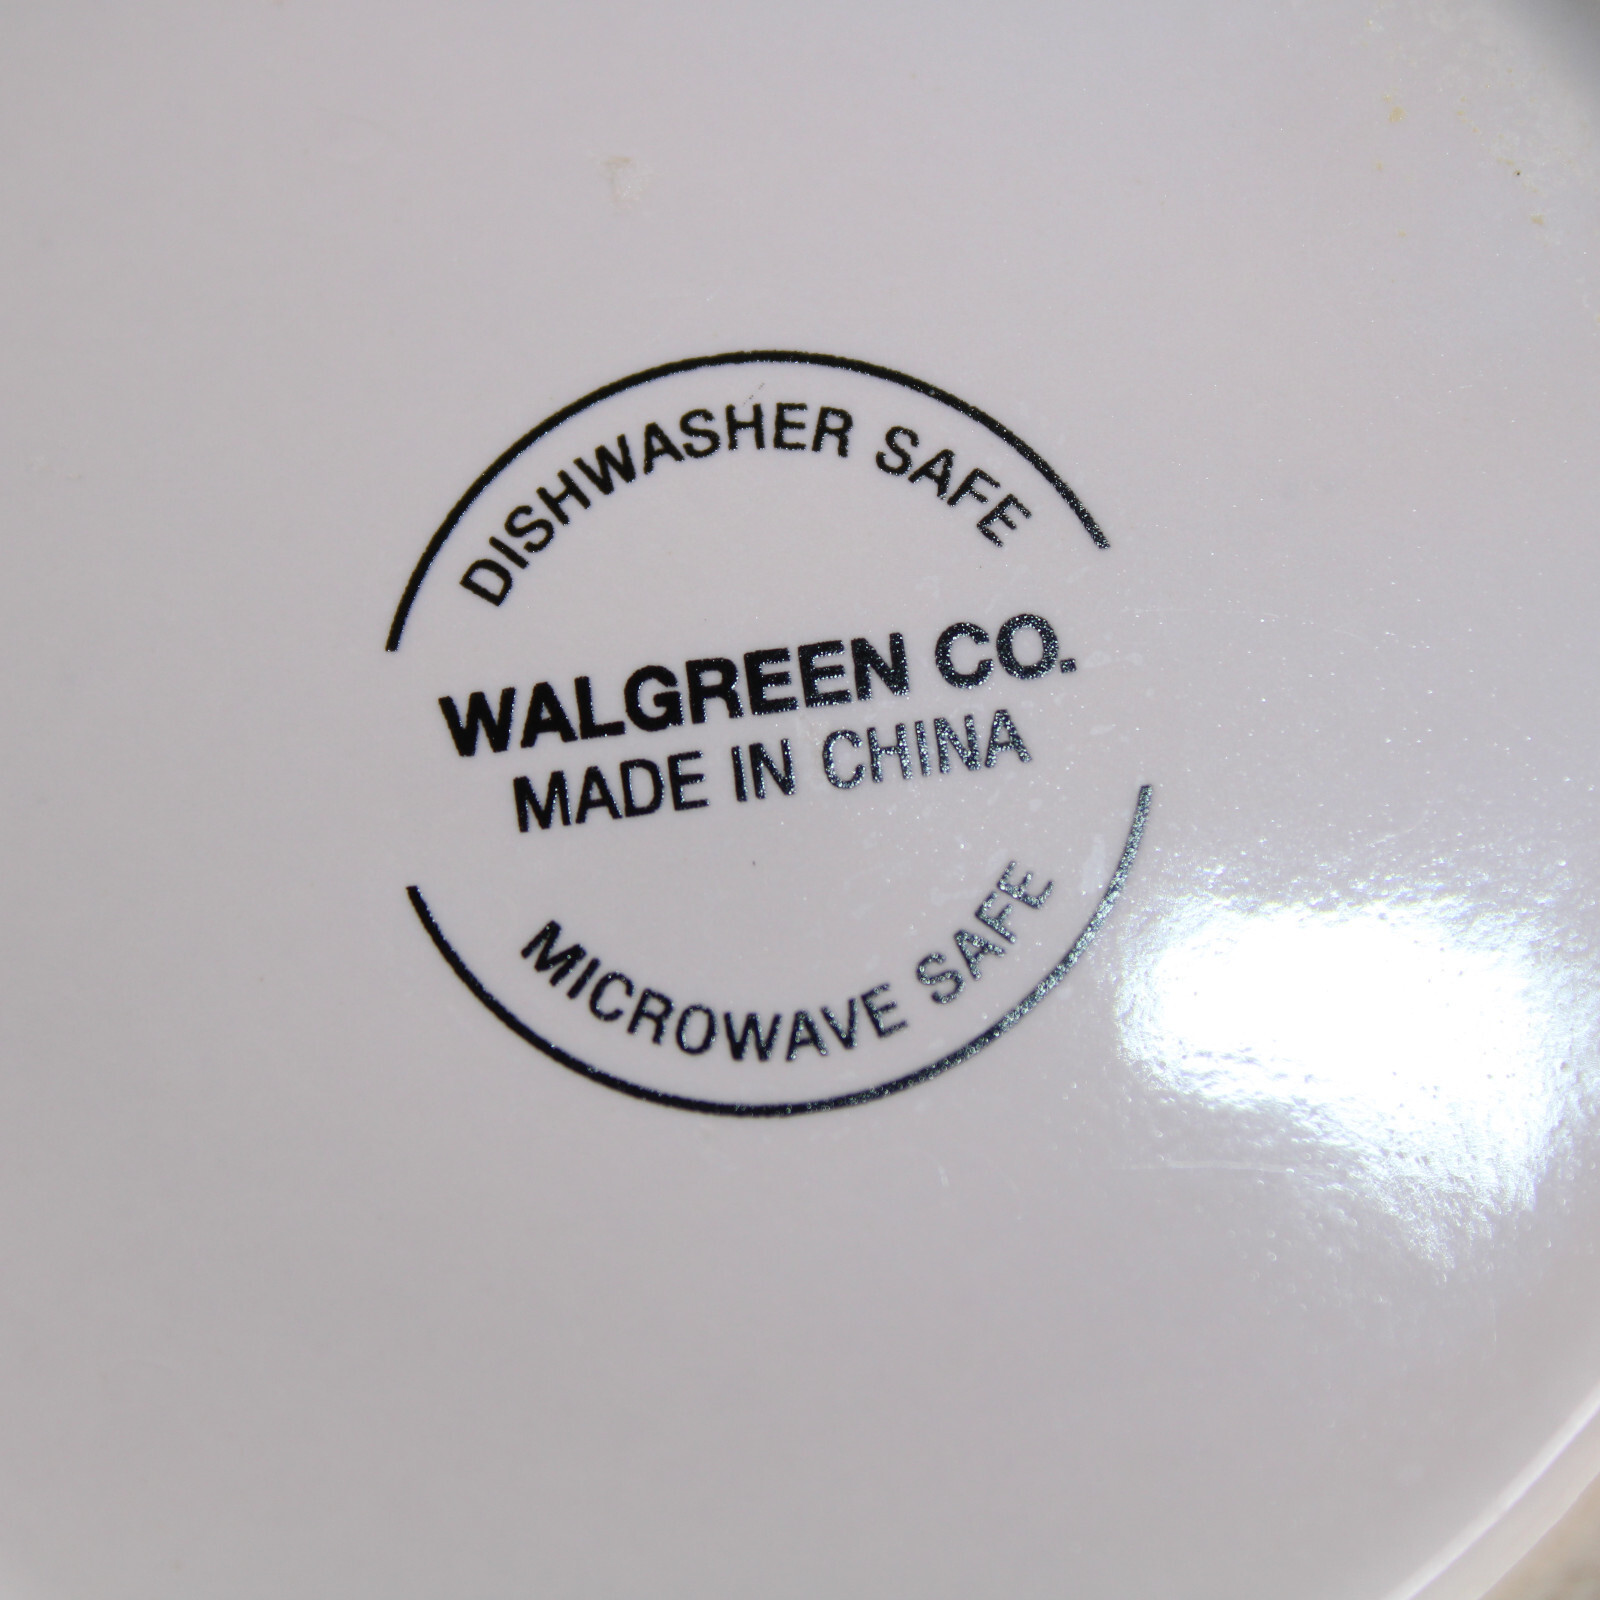 DISHWASHER SAFE
WALGREEN CO.
MADE IN CHINA
MICROWAVE SAFE